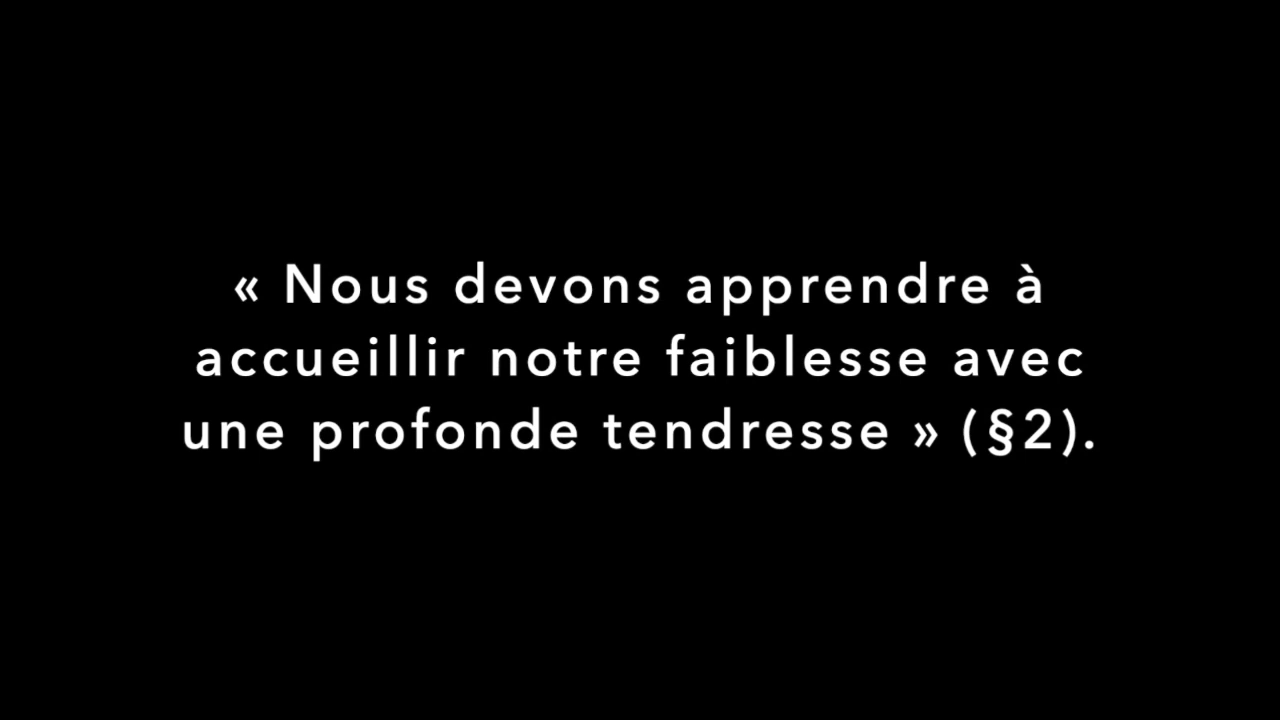 « Nous devons apprendre à
accueillir notre faiblesse avec
une profonde tendresse » (§2).